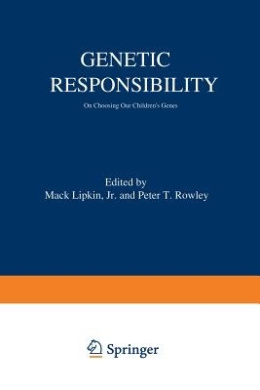 GENETIC
RESPONSIBILITY
On Choosing Our Children's Genes
Edited by
Mack Lipkin, Jr. and Peter T. Rowley
Springer